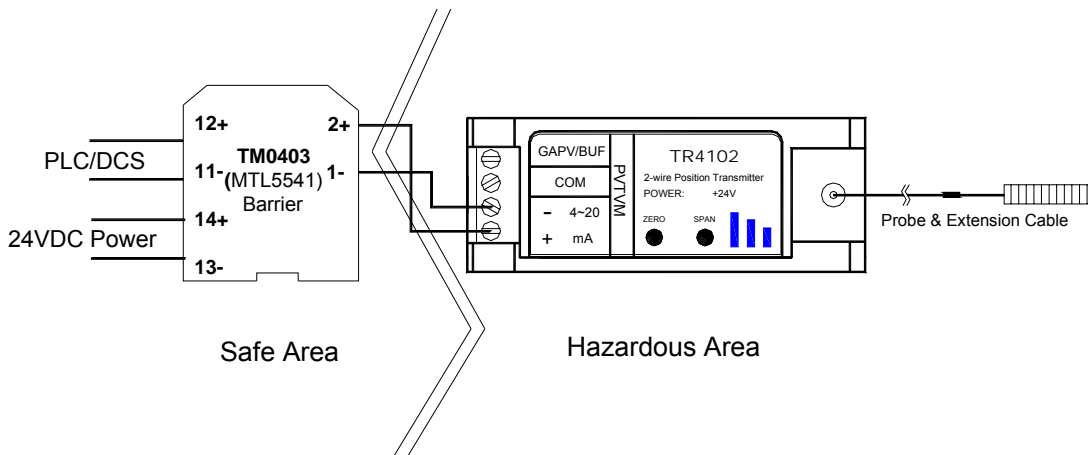 PLC/DCS
24VDC Power
12+
11-
14+
13-
TM0403
(MTL5541)
Barrier
2+
1-
Safe Area
GAPV/BUF
COM
- 4~20
+ mA
PVTVM
TR4102
2-wire Position Transmitter
POWER: +24V
ZERO SPAN
Probe & Extension Cable
Hazardous Area